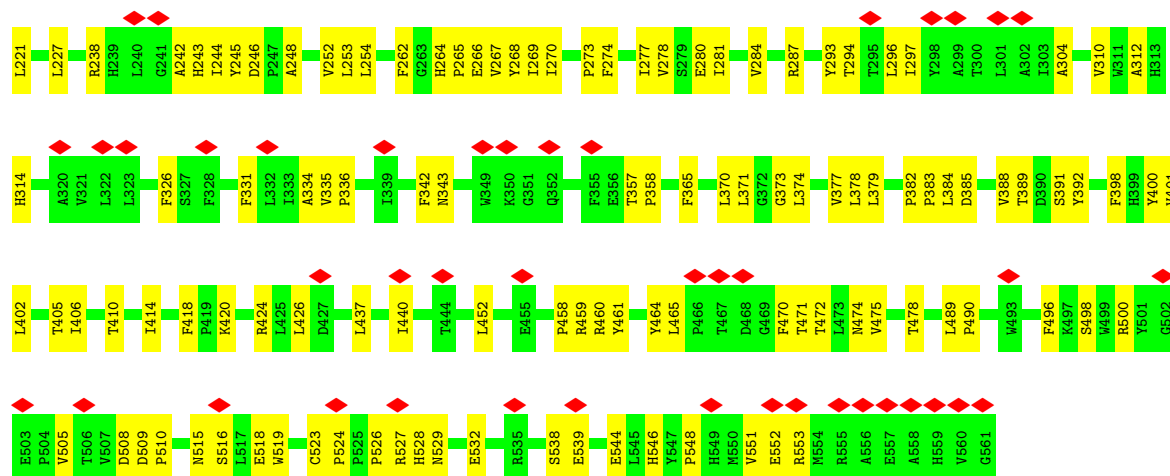 L221 L227 R238 H239 L240 G241 A242 H243 I244 Y245 D246 P247 A248 V252 L253 L254 F262 G263 H264 P265 E266 V267 Y268 I269 I270 P273 F274 I277 V278 S279 E280 I281 V284 R287 Y293 T294 T295 L296 I297 Y298 A299 T300 L301 A302 I303 A304 V310 W311 A312 H313
H314 A320 V321 L322 L323 F326 S327 F328 F331 L332 I333 A334 V335 P336 I339 F342 N343 W349 K350 G351 Q352 F355 E356 T357 P358 F365 L370 L371 G372 G373 L374 V377 L378 L379 P382 P383 L384 D385 V388 T389 D390 S391 Y392 F398 H399 Y400
L402 T405 I406 T410 I414 F418 P419 K420 R424 L425 L426 D427 L437 I440 T444 L452 E455 P458 D459 R460 Y461 Y464 L465 P466 T467 D468 G469 F470 T471 T472 L473 N474 V475 T478 L489 P490 W493 F496 K497 S498 W499 R500 Y501 G502
E503 P504 V505 T506 V507 D508 D509 P510 N515 S516 L517 E518 W519 C523 P524 P525 P526 R527 H528 N529 E532 R535 S538 E539 E544 L545 H546 Y547 P548 H549 M550 V551 E552 R553 M554 R555 A556 E557 A558 H559 V560 G561